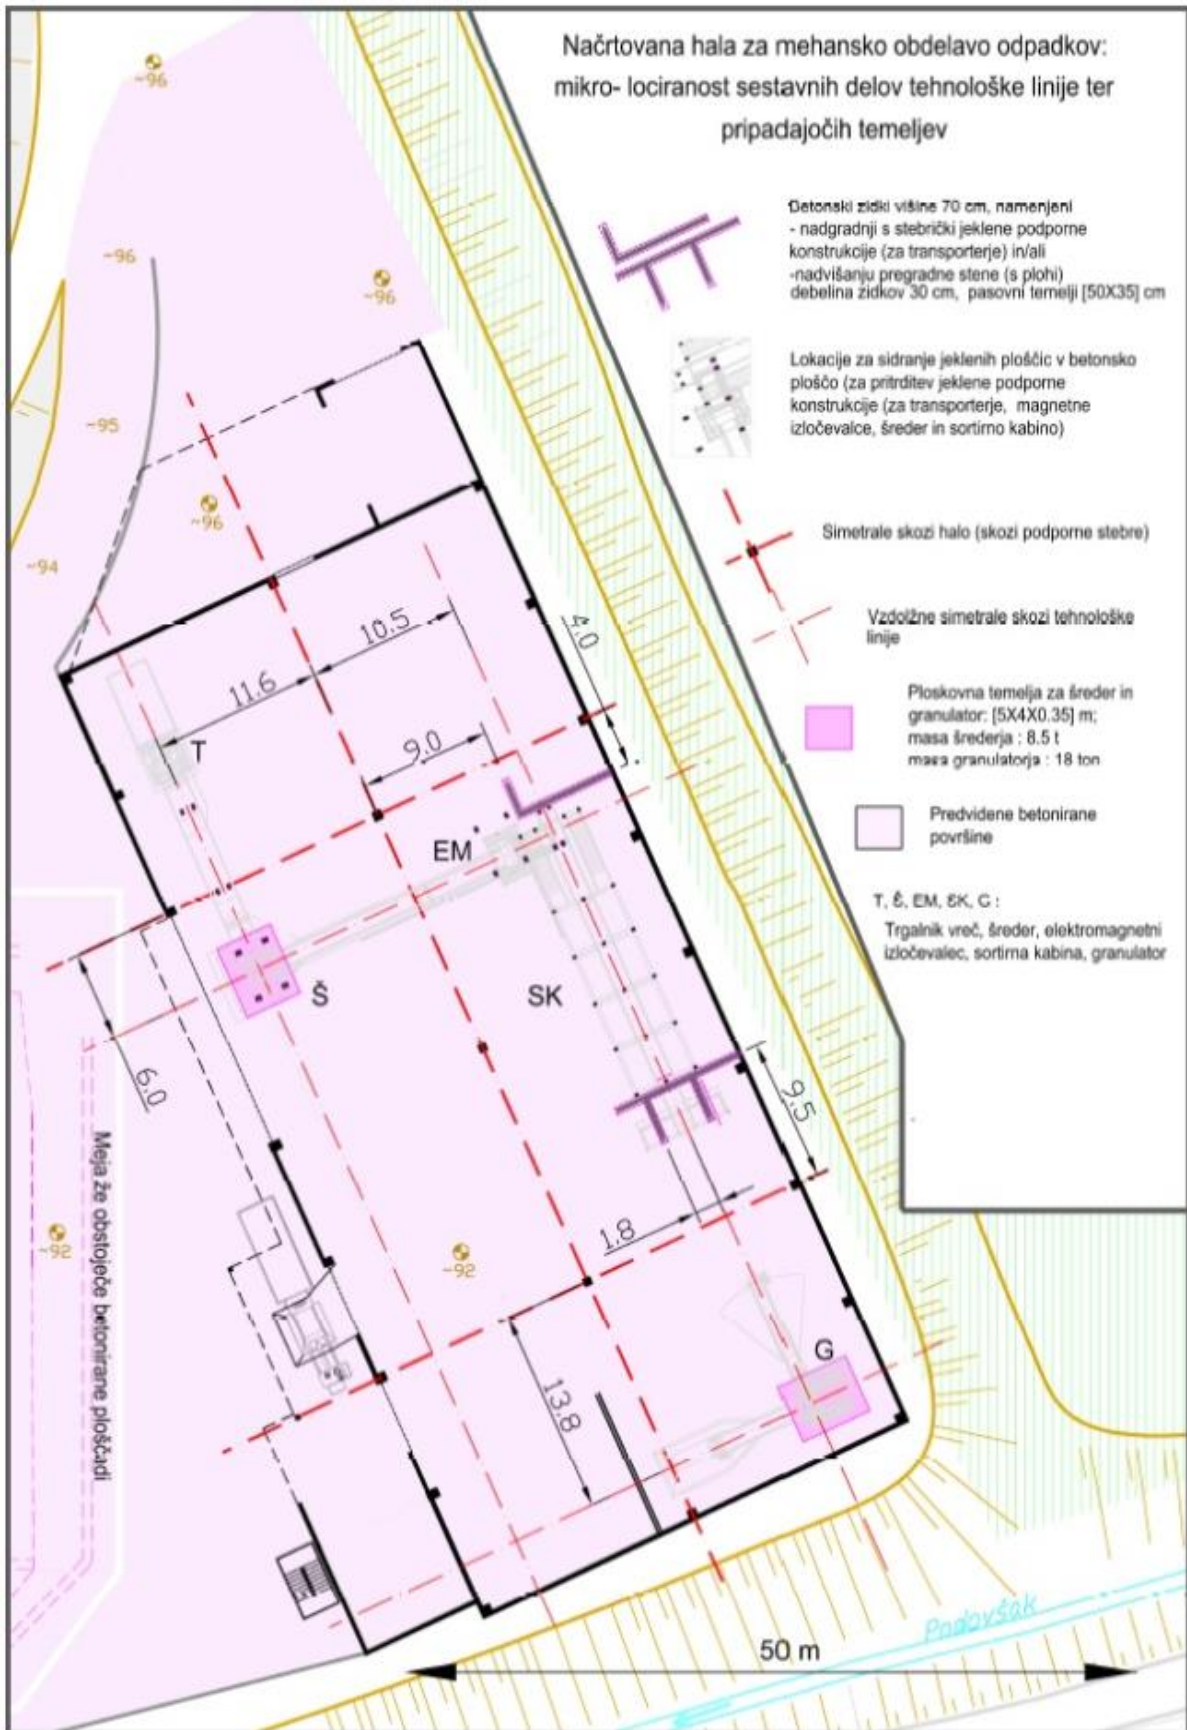 Načrtovana hala za mehansko obdelavo odpadkov:
mikro- lociranost sestavnih delov tehnološke linije ter
pripadajočih temeljev
Betonski zidki višine 70 cm, namenjeni
- nadgradnji s stebrički jeklene podporne
konstrukcije (za transporterje) in/ali
-nadvišanju pregradne stene (s plohi)
debelina zidkov 30 cm, pasovni temelji [50X35] cm
Lokacije za sidranje jeklenih ploščic v betonsko
ploščo (za pritrditev jeklene podporne
konstrukcije (za transporterje, magnetne
izločevalce, šreder in sortirno kabino)
Simetrale skozi halo (skozi podporne stebre)
Vzdolžne simetrale skozi tehnološke
linije
Ploskovna temelja za šreder in
granulator: [5X4X0.35] m;
masa šrederja : 8.5 t
masa granulatorja : 18 ton
Predvidene betonirane
površine
T, Š, EM, SK, G :
Trgalnik vreč, šreder, elektromagnetni
izločevalec, sortirna kabina, granulator
~96
~96
~96
~95
~96
~94
10.5
4.0
11.6
T
9.0
EM
Š
SK
6.0
9.5
Meja že obstoječe betonirane ploščadi
~92
1.8
~92
G
13.8
Podovšak
50 m